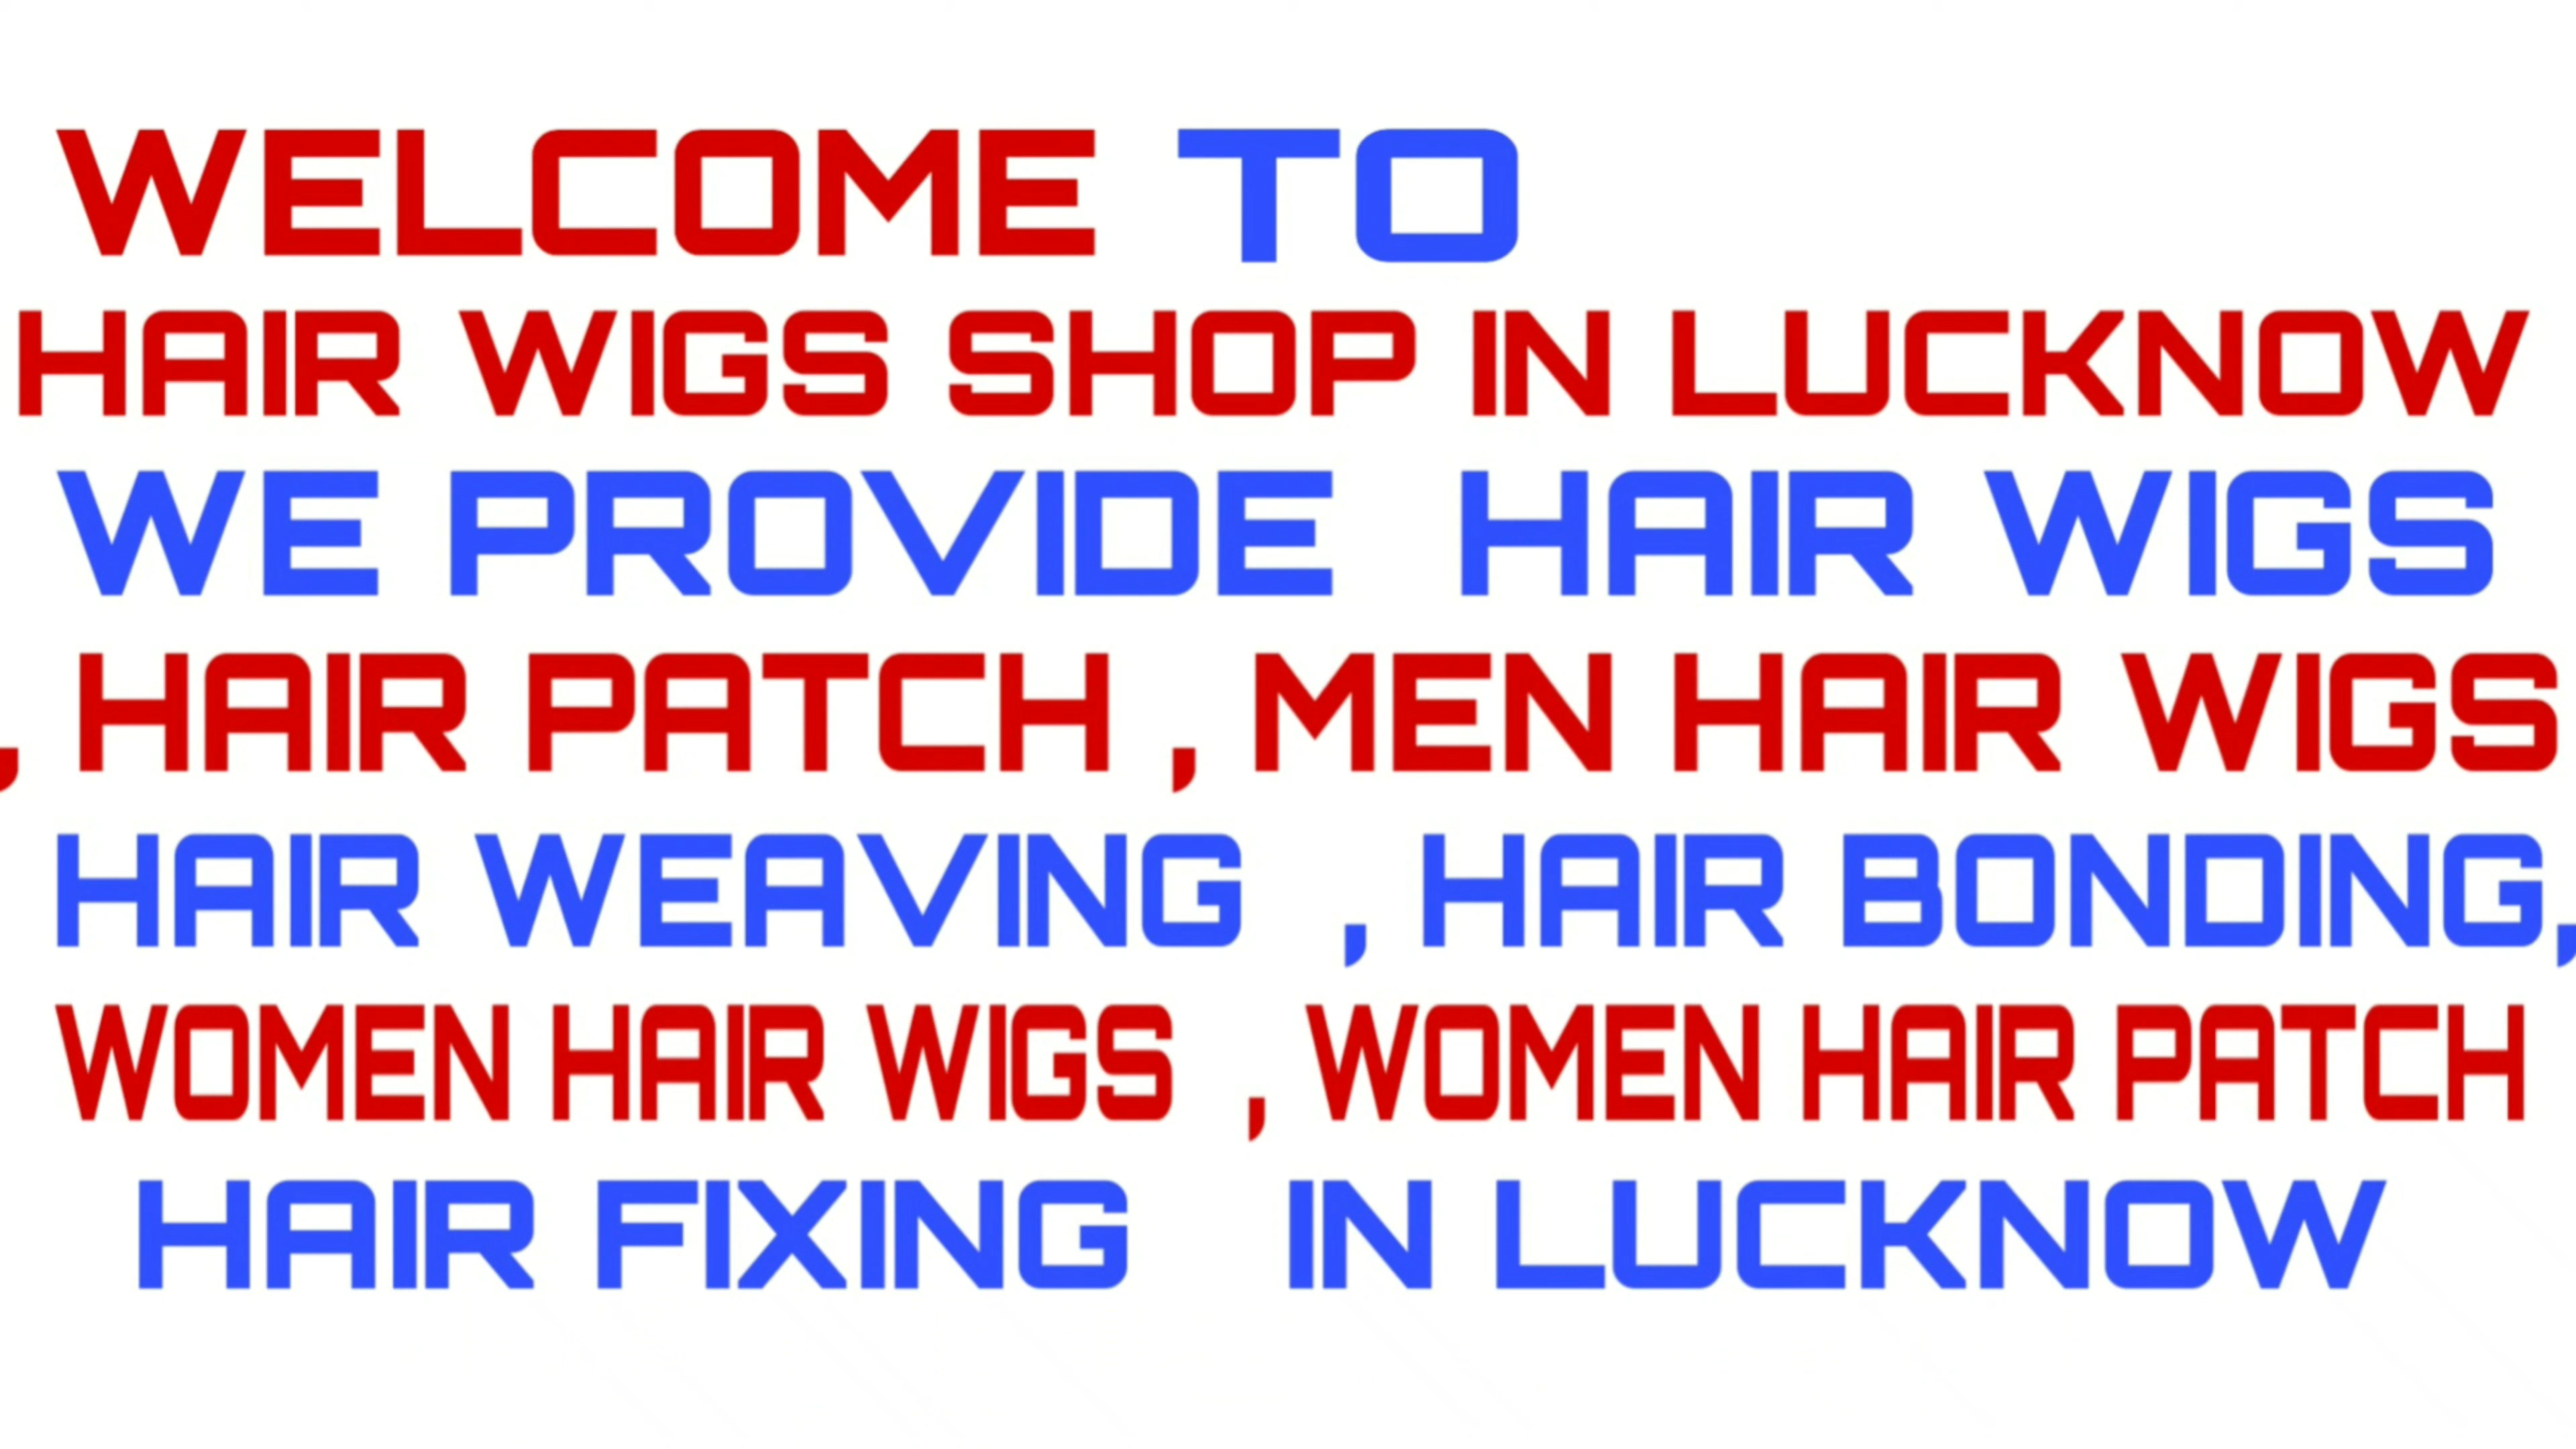 WELCOME TO
HAIR WIGS SHOP IN LUCKNOW
WE PROVIDE HAIR WIGS
, HAIR PATCH , MEN HAIR WIGS
HAIR WEAVING , HAIR BONDING,
WOMEN HAIR WIGS , WOMEN HAIR PATCH
HAIR FIXING IN LUCKNOW